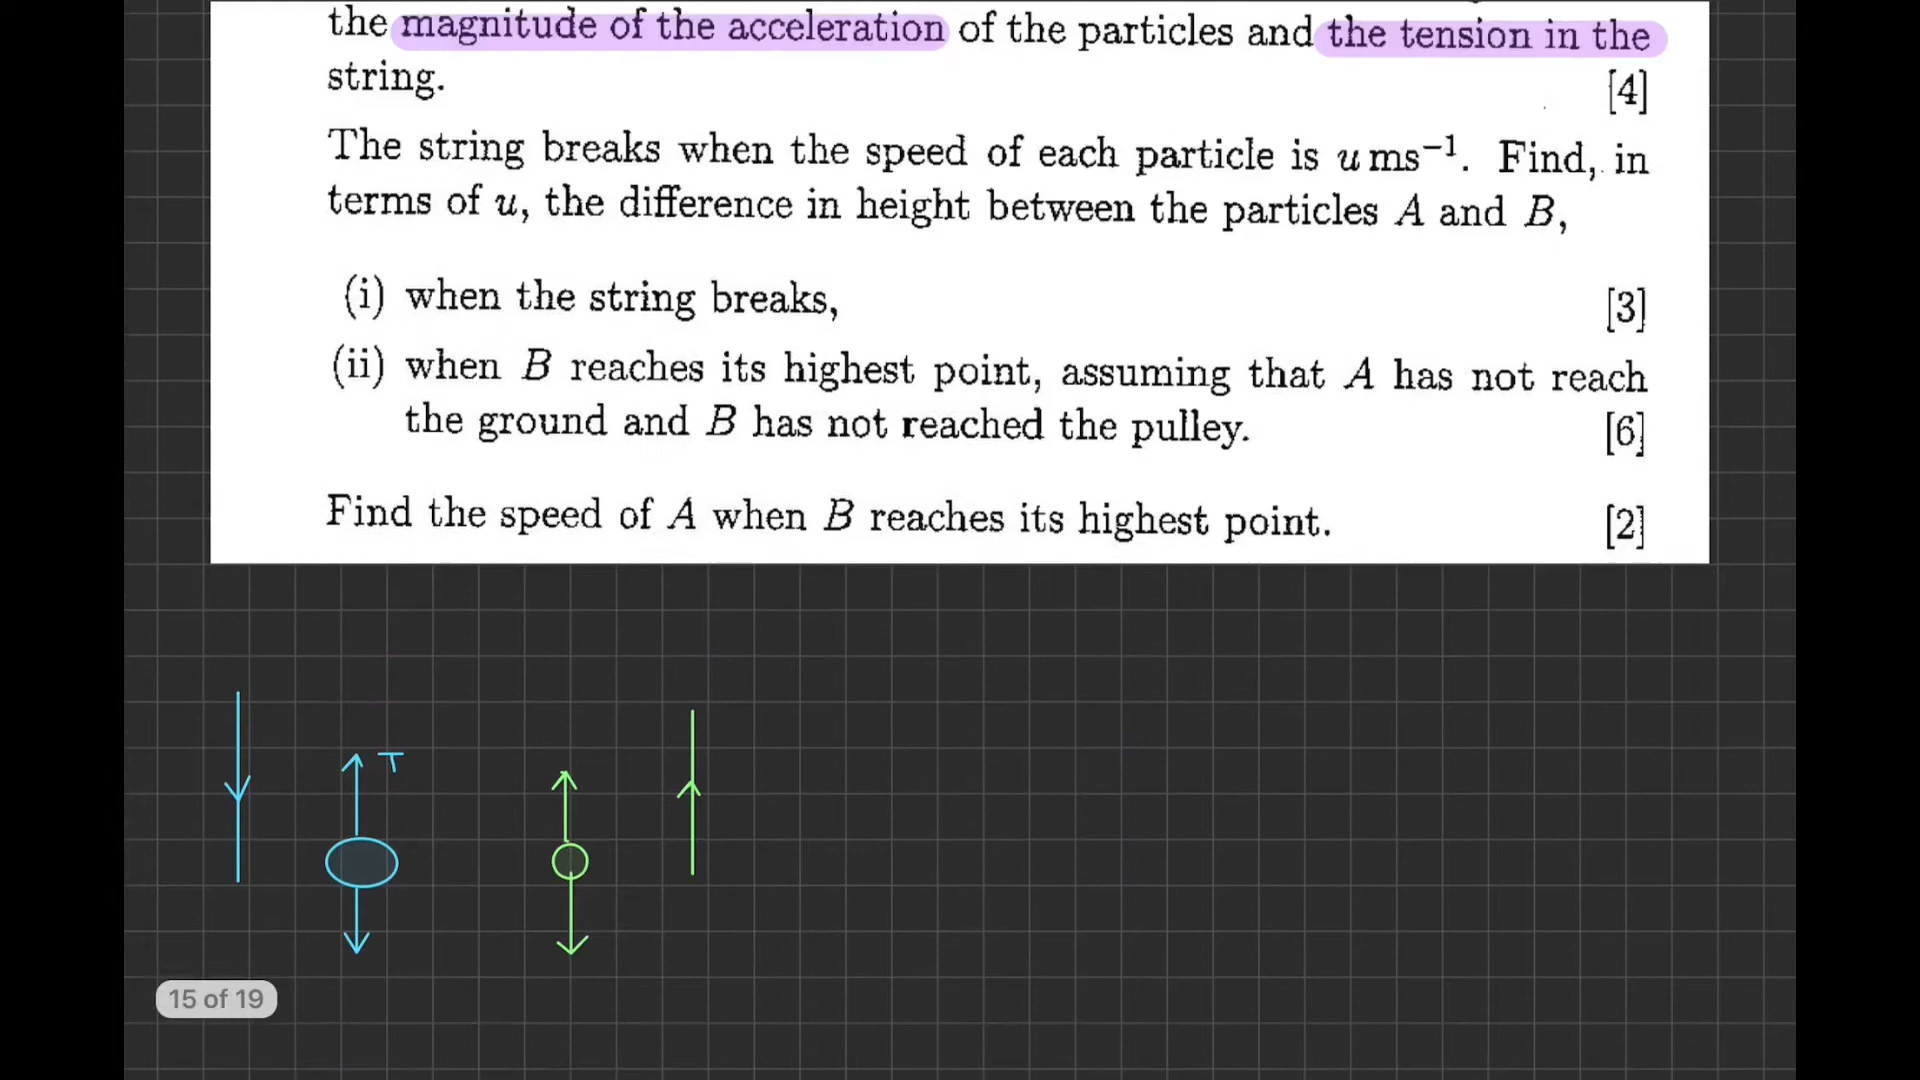 the magnitude of the acceleration of the particles and the tension in the
string. [4]
The string breaks when the speed of each particle is u ms⁻¹. Find, in
terms of u, the difference in height between the particles A and B,
(i) when the string breaks, [3]
(ii) when B reaches its highest point, assuming that A has not reach
the ground and B has not reached the pulley. [6]
Find the speed of A when B reaches its highest point. [2]
T
15 of 19